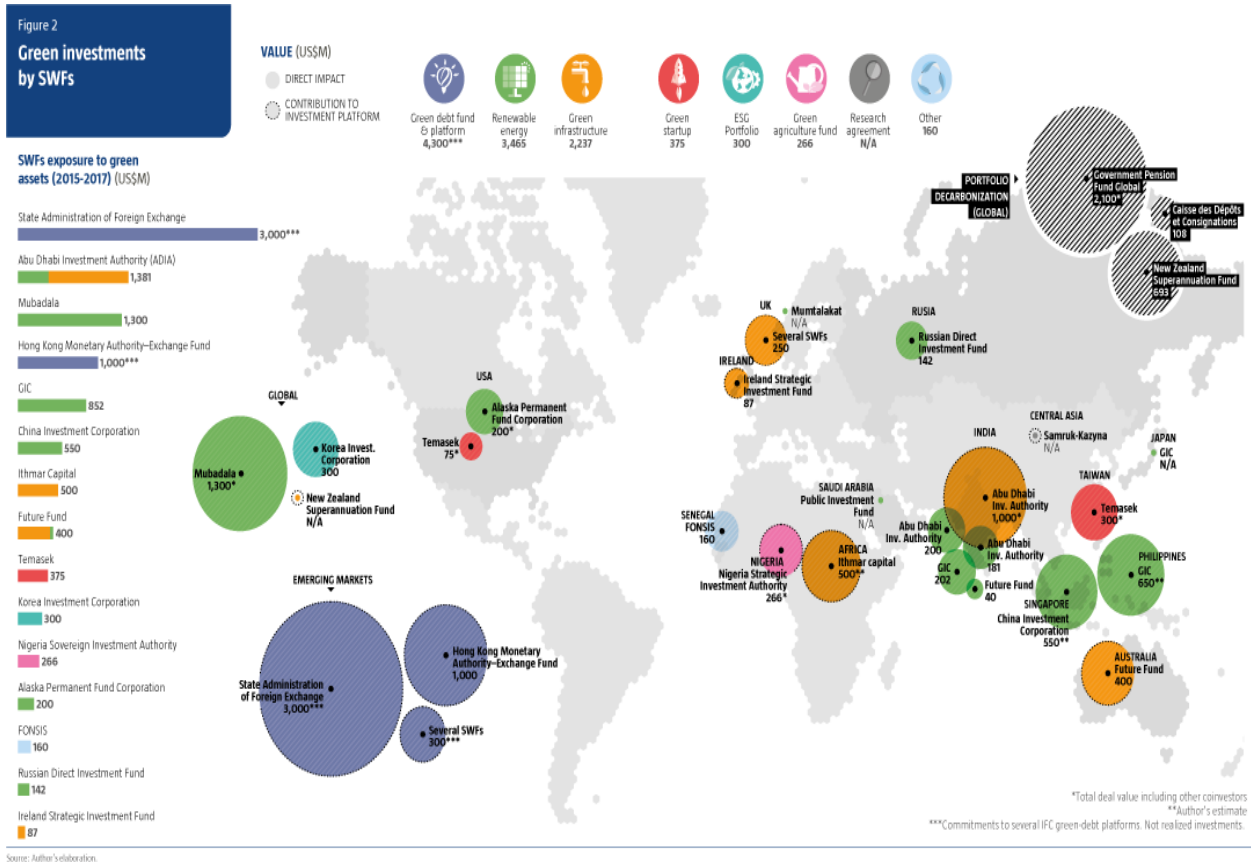 Figure 2
Green investments
by SWFs
VALUE (US$M)
DIRECT IMPACT
CONTRIBUTION TO
INVESTMENT PLATFORM
Green debt fund
& platform
4,300***
Renewable
energy
3,465
Green
infrastructure
2,237
Green
startup
375
ESG
Portfolio
300
Green
agriculture fund
266
Research
agreement
N/A
Other
160
SWFs exposure to green
assets (2015-2017) (US$M)
State Administration of Foreign Exchange
3,000***
Abu Dhabi Investment Authority (ADIA)
1,381
Mubadala
1,300
Hong Kong Monetary Authority–Exchange Fund
1,000***
GIC
852
China Investment Corporation
550
Ithmar Capital
500
Future Fund
400
Temasek
375
Korea Investment Corporation
300
Nigeria Sovereign Investment Authority
266
Alaska Permanent Fund Corporation
200
FONSIS
160
Russian Direct Investment Fund
142
Ireland Strategic Investment Fund
87
PORTFOLIO
DECARBONIZATION
(GLOBAL)
Government Pension
Fund Global
2,100*
Caisse des Dépôts
et Consignations
108
New Zealand
Superannuation Fund
693
GLOBAL
Mubadala
1,300*
Korea Invest.
Corporation
300
New Zealand
Superannuation Fund
N/A
USA
Alaska Permanent
Fund Corporation
200*
Temasek
75*
EMERGING MARKETS
State Administration
of Foreign Exchange
3,000***
Hong Kong Monetary
Authority–Exchange Fund
1,000
Several SWFs
300***
UK
Several SWFs
250
Mumtalakat
N/A
IRELAND
Ireland Strategic
Investment Fund
87
RUSIA
Russian Direct
Investment Fund
142
CENTRAL ASIA
Samruk-Kazyna
N/A
JAPAN
GIC
N/A
INDIA
Abu Dhabi
Inv. Authority
1,000*
Abu Dhabi
Inv. Authority
200
Abu Dhabi
Inv. Authority
181
GIC
202
Future Fund
40
TAIWAN
Temasek
300*
SAUDI ARABIA
Public Investment
Fund
N/A
SENEGAL
FONSIS
160
NIGERIA
Nigeria Strategic
Investment Authority
266*
AFRICA
Ithmar capital
500**
PHILIPPINES
GIC
650**
SINGAPORE
China Investment
Corporation
550**
AUSTRALIA
Future Fund
400
*Total deal value including other coinvestors
**Author's estimate
***Commitments to several IFC green-debt platforms. Not realized investments.
Source: Author's elaboration.